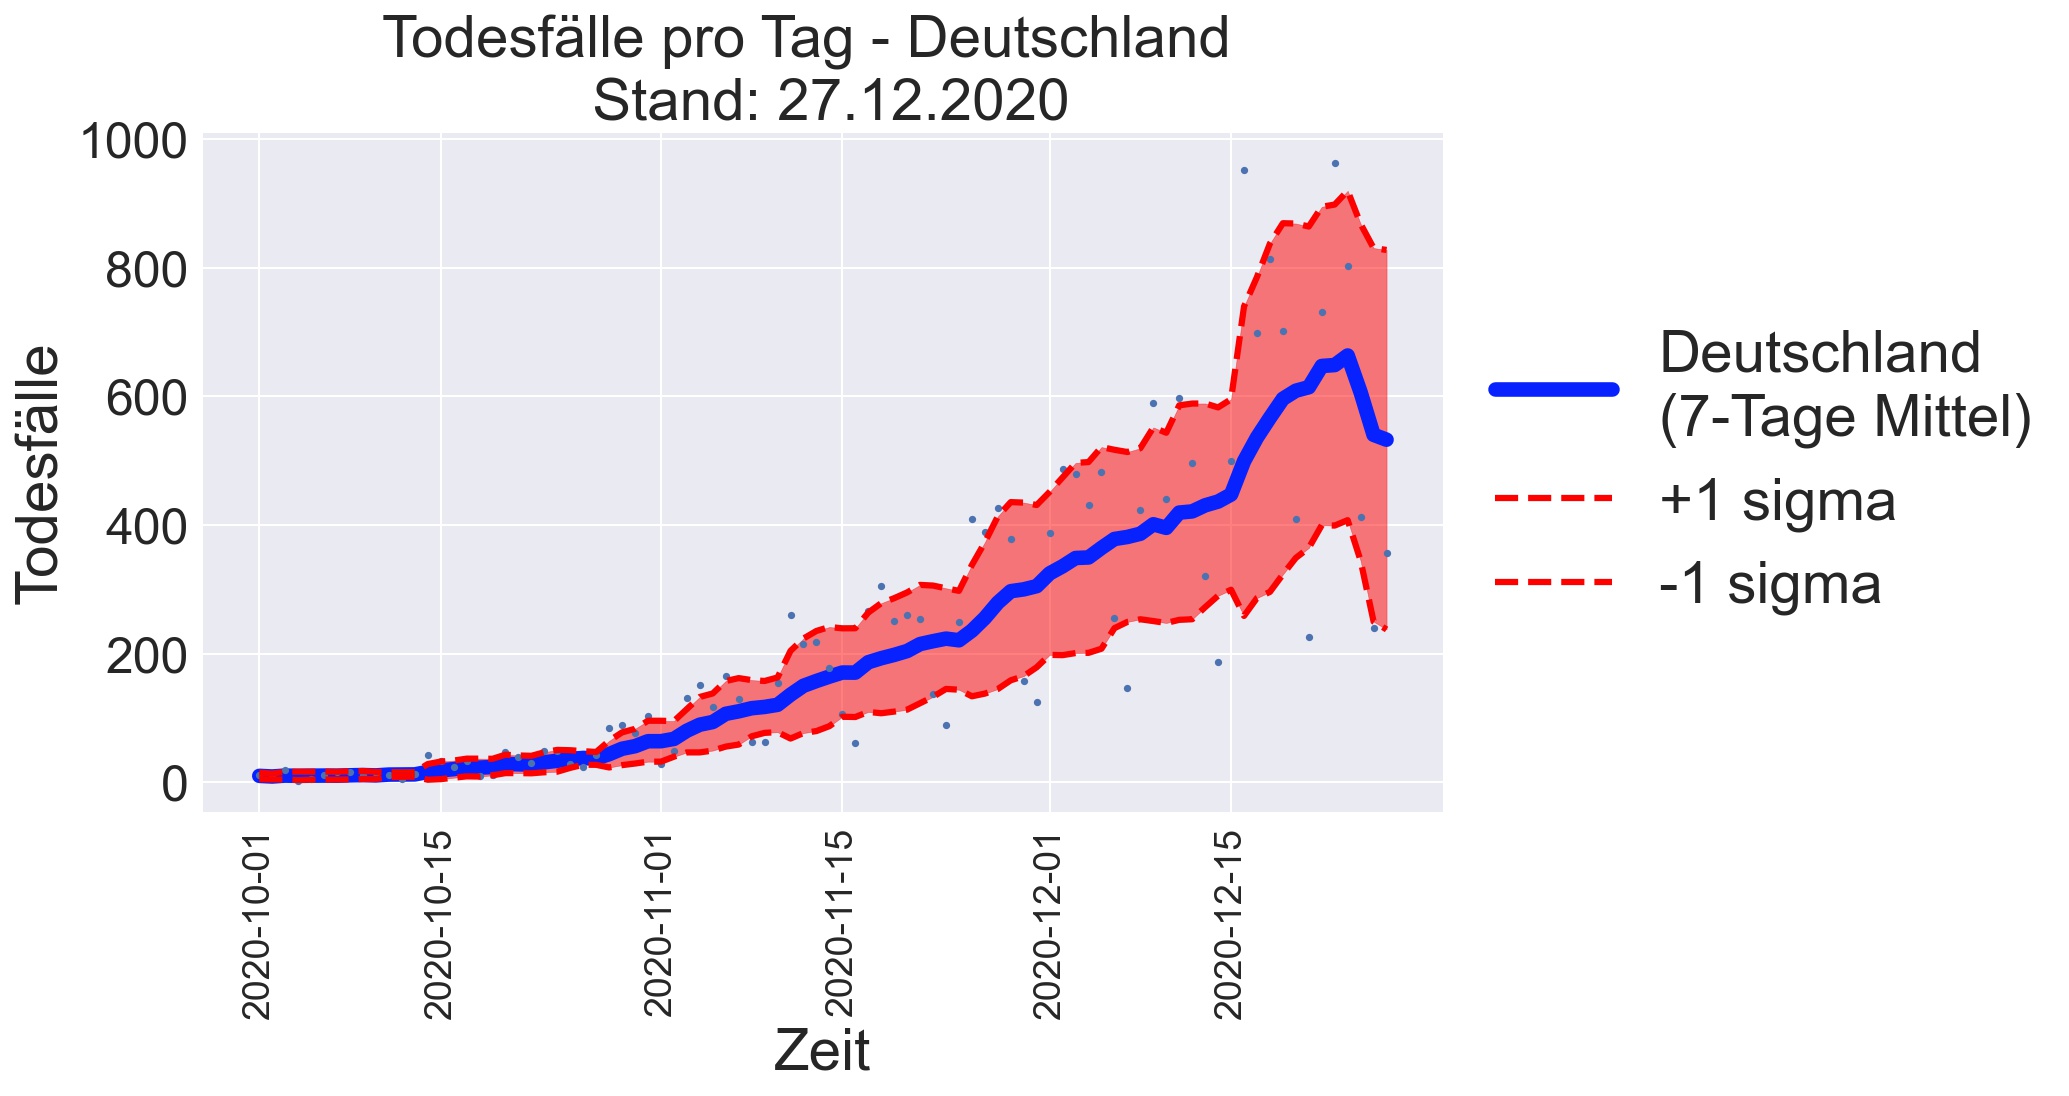 Todesfälle pro Tag - Deutschland
Stand: 27.12.2020
1000
800
600
400
200
0
Todesfälle
2020-10-01
2020-10-15
2020-11-01
2020-11-15
2020-12-01
2020-12-15
Zeit
Deutschland
(7-Tage Mittel)
+1 sigma
-1 sigma